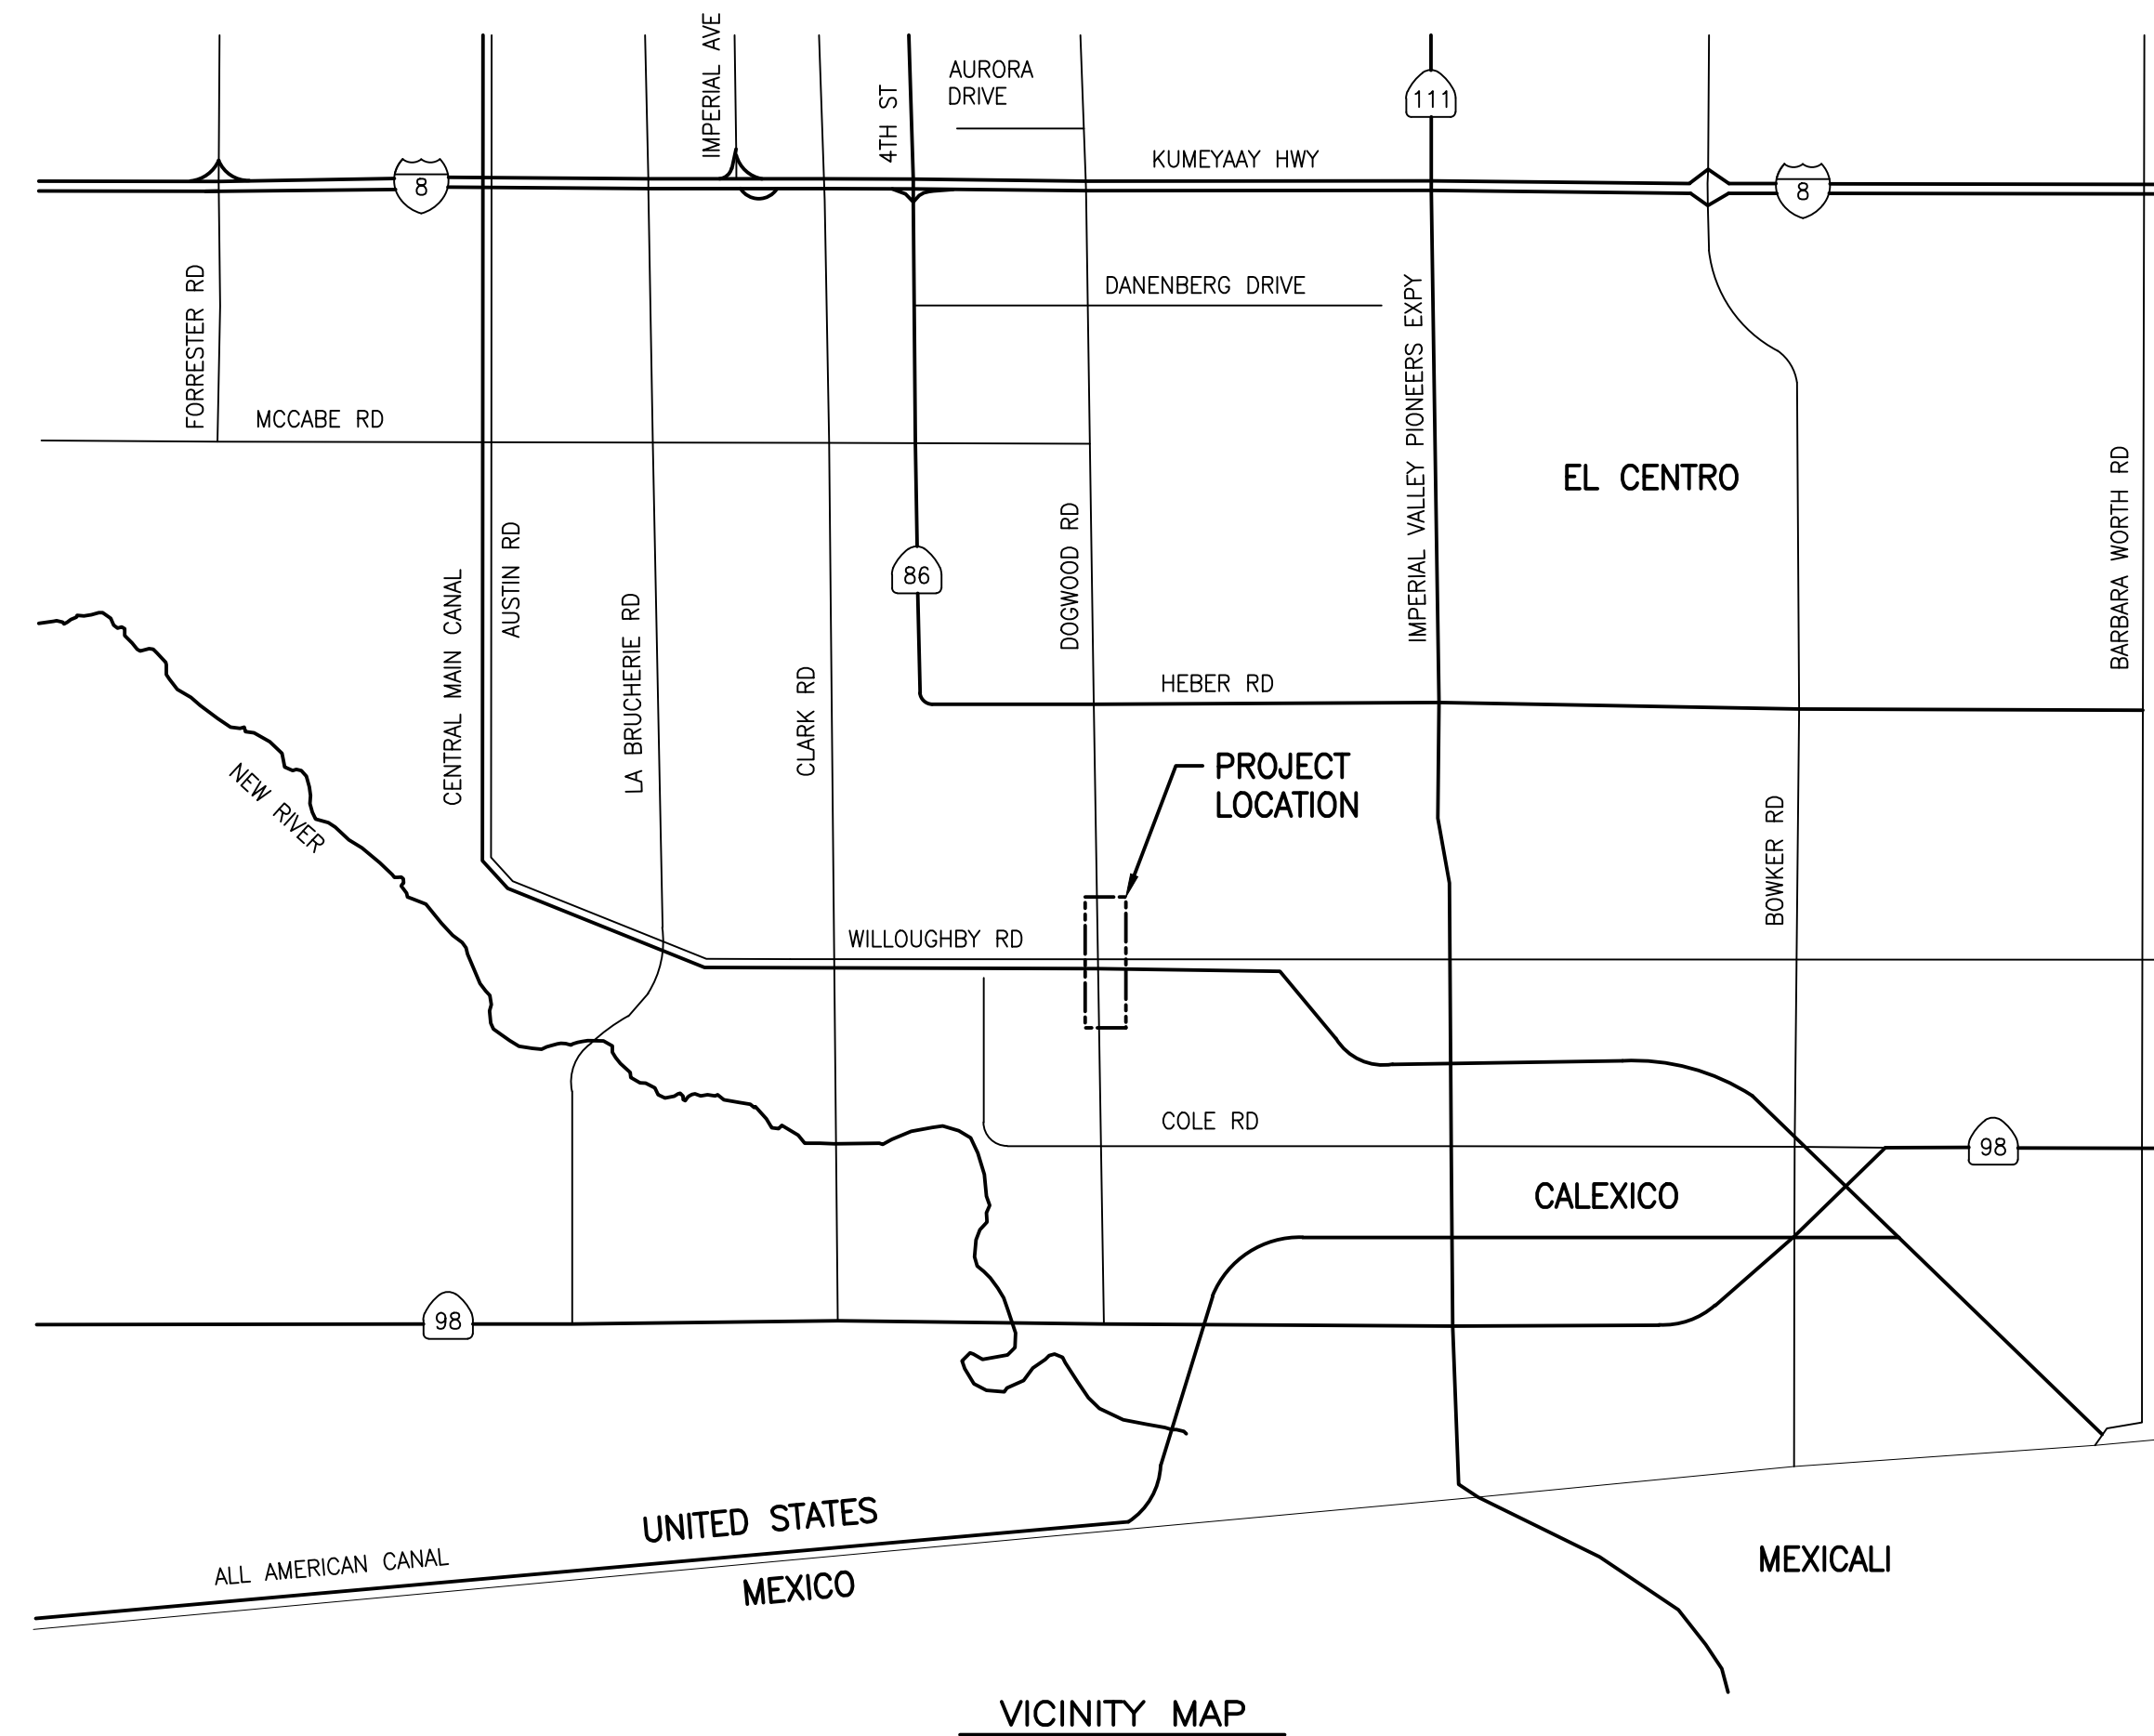 IMPERIAL AVE
4TH ST
AURORA
DRIVE
111
KUMEYAAY HWY
8
8
FORRESTER RD
DANENBERG DRIVE
IMPERIAL VALLEY PIONEERS EXPY
MCCABE RD
EL CENTRO
BARBARA WORTH RD
CENTRAL MAIN CANAL
AUSTIN RD
LA BRUCHERIE RD
CLARK RD
86
DOGWOOD RD
HEBER RD
NEW RIVER
PROJECT
LOCATION
BOWKER RD
WILLOUGHBY RD
COLE RD
98
CALEXICO
98
UNITED STATES
ALL AMERICAN CANAL
MEXICO
MEXICALI
VICINITY MAP